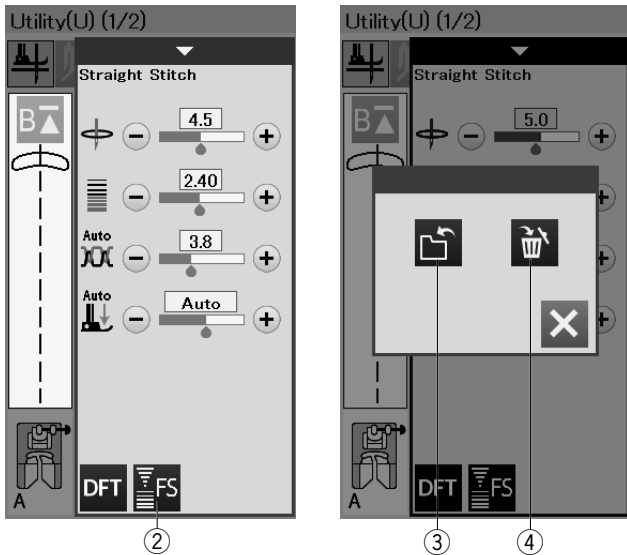 Utility(U) (1/2)
Straight Stitch
B
4.5
2.40
Auto
3.8
Auto
Auto
A
DFT
FS
②
Utility(U) (1/2)
Straight Stitch
B
5.0
A
DFT
FS
③ ④